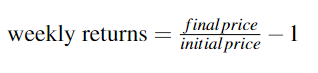 weekly returns = final price / initial price − 1